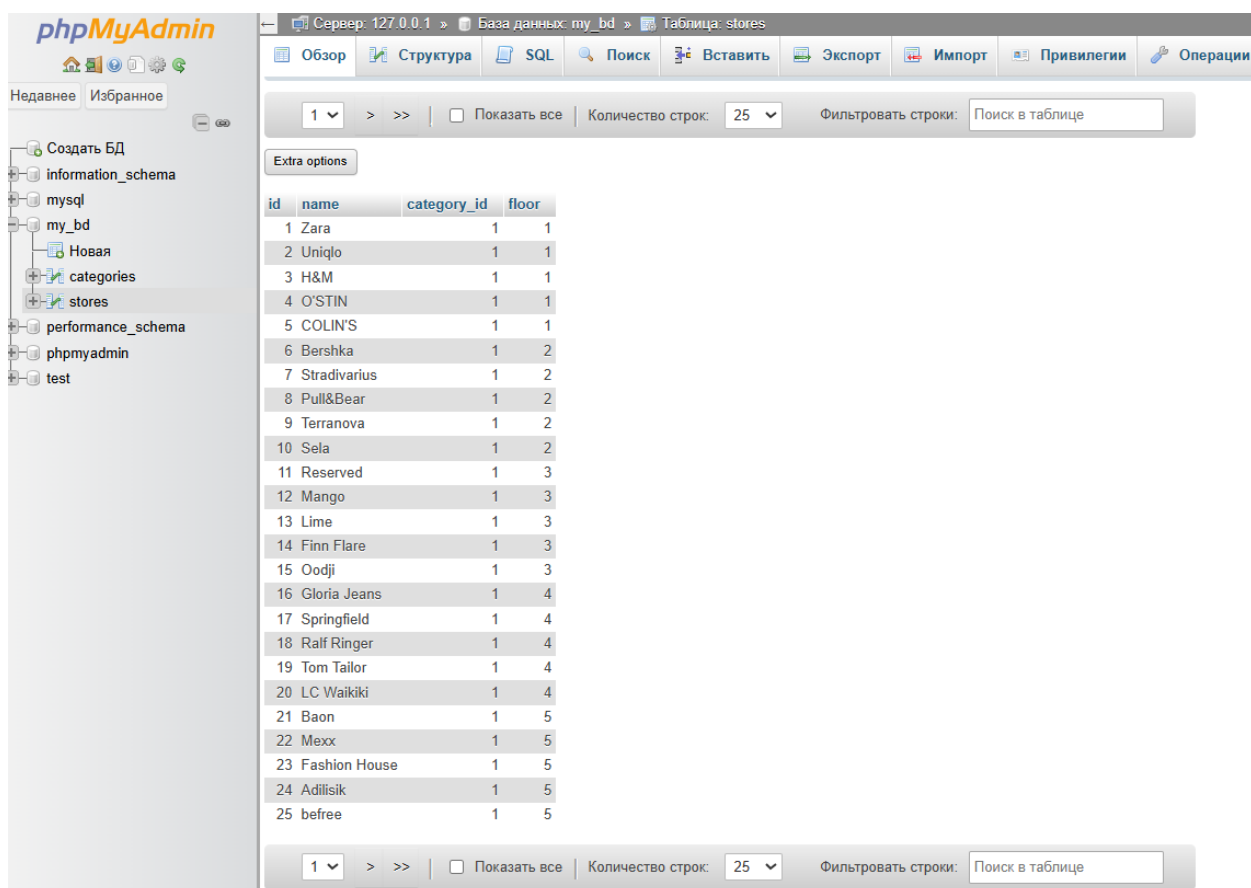 phpMyAdmin
Недавнее Избранное
Создать БД
information_schema
mysql
my_bd
Новая
categories
stores
performance_schema
phpmyadmin
test
← Сервер: 127.0.0.1 » База данных: my_bd » Таблица: stores
Обзор Структура SQL Поиск Вставить Экспорт Импорт Привилегии Операции
1 > >> | Показать все | Количество строк: 25 Фильтровать строки: Поиск в таблице
Extra options
id name category_id floor
1 Zara 1 1
2 Uniqlo 1 1
3 H&M 1 1
4 O'STIN 1 1
5 COLIN'S 1 1
6 Bershka 1 2
7 Stradivarius 1 2
8 Pull&Bear 1 2
9 Terranova 1 2
10 Sela 1 2
11 Reserved 1 3
12 Mango 1 3
13 Lime 1 3
14 Finn Flare 1 3
15 Oodji 1 3
16 Gloria Jeans 1 4
17 Springfield 1 4
18 Ralf Ringer 1 4
19 Tom Tailor 1 4
20 LC Waikiki 1 4
21 Baon 1 5
22 Mexx 1 5
23 Fashion House 1 5
24 Adilisik 1 5
25 befree 1 5
1 > >> | Показать все | Количество строк: 25 Фильтровать строки: Поиск в таблице